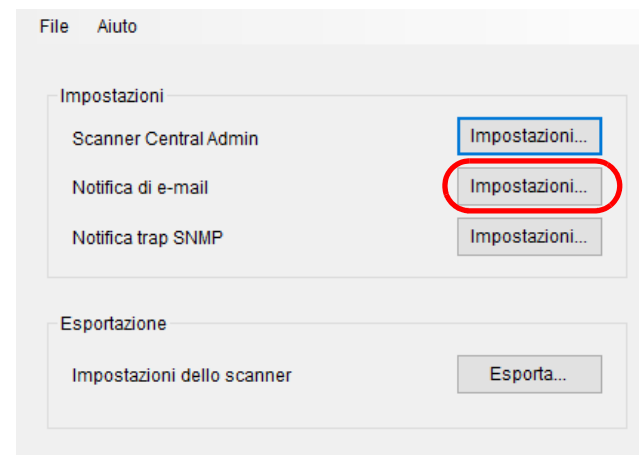 File Aiuto
Impostazioni
Scanner Central Admin Impostazioni...
Notifica di e-mail Impostazioni...
Notifica trap SNMP Impostazioni...
Esportazione
Impostazioni dello scanner Esporta...